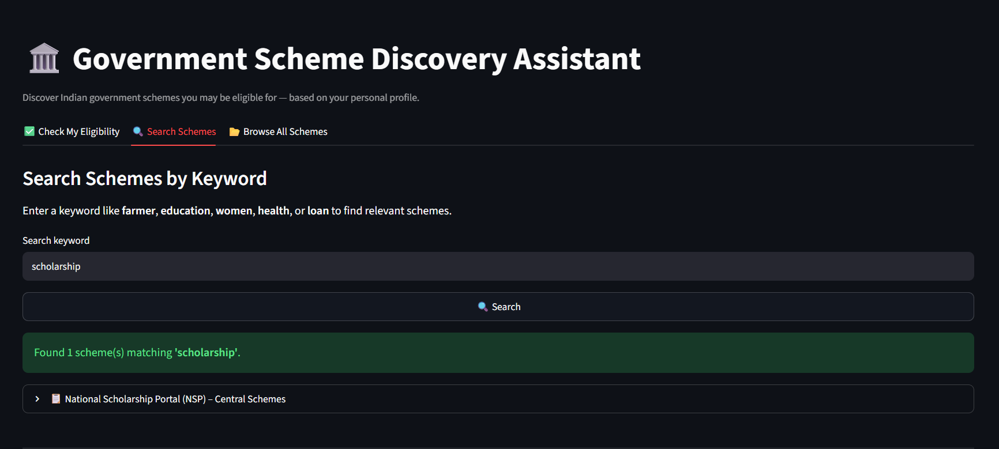 Government Scheme Discovery Assistant
Discover Indian government schemes you may be eligible for — based on your personal profile.
Check My Eligibility
Search Schemes
Browse All Schemes
Search Schemes by Keyword
Enter a keyword like farmer, education, women, health, or loan to find relevant schemes.
Search keyword
scholarship
Search
Found 1 scheme(s) matching 'scholarship'.
National Scholarship Portal (NSP) – Central Schemes